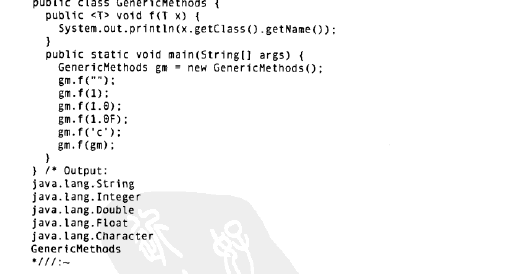 public class GenericMethods {
  public <T> void f(T x) {
    System.out.println(x.getClass().getName());
  }
  public static void main(String[] args) {
    GenericMethods gm = new GenericMethods();
    gm.f("");
    gm.f(1);
    gm.f(1.0);
    gm.f(1.0F);
    gm.f('c');
    gm.f(gm);
  }
} /* Output:
java.lang.String
java.lang.Integer
java.lang.Double
java.lang.Float
java.lang.Character
GenericMethods
*///:~